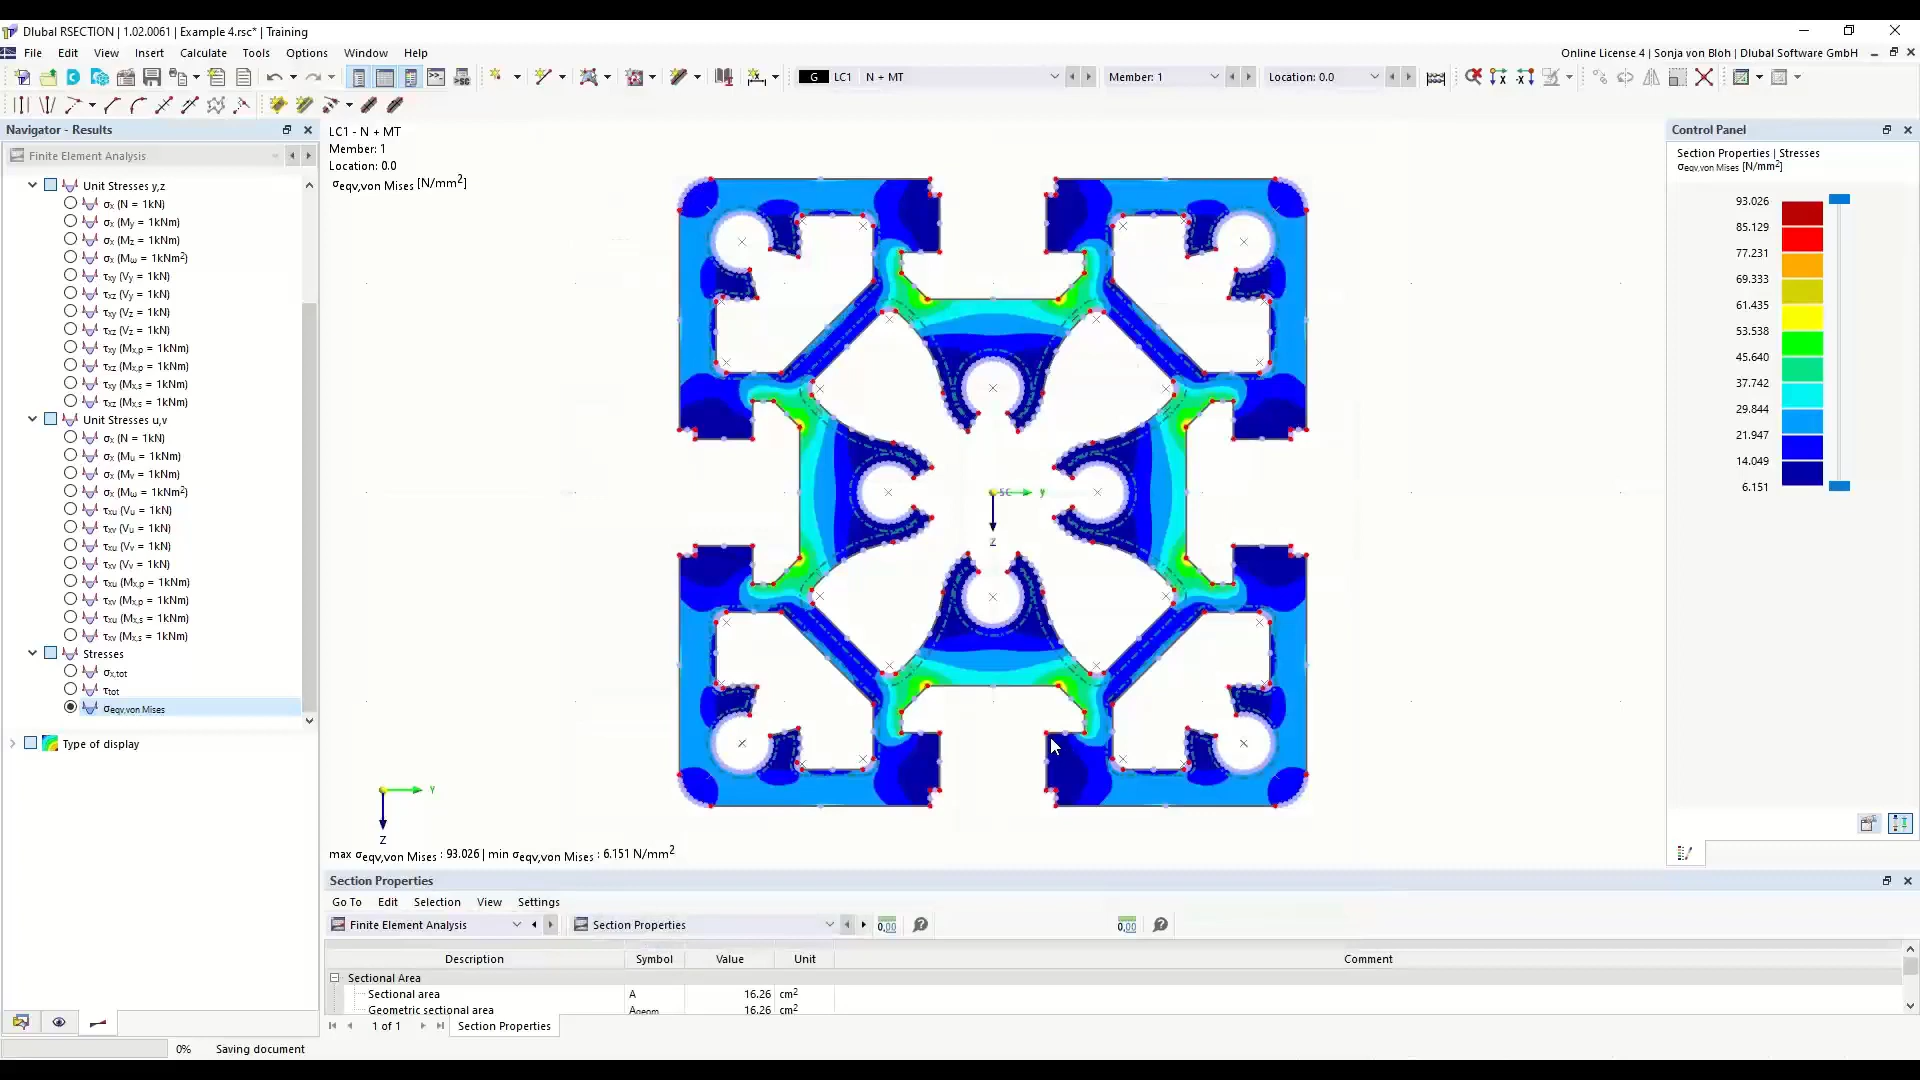 Dlubal RSECTION | 1.02.0061 | Example 4.rsc* | Training
File Edit View Insert Calculate Tools Options Window Help
Online License 4 | Sonja von Bloh | Dlubal Software GmbH
G LC1 N + MT Member: 1 Location: 0.0
Navigator - Results
Finite Element Analysis
Unit Stresses y,z
σx (N = 1kN)
σx (My = 1kNm)
σx (Mz = 1kNm)
σx (Mω = 1kNm²)
τxy (Vy = 1kN)
τxz (Vy = 1kN)
τxy (Vz = 1kN)
τxz (Vz = 1kN)
τxy (Mx,p = 1kNm)
τxz (Mx,p = 1kNm)
τxy (Mx,s = 1kNm)
τxz (Mx,s = 1kNm)
Unit Stresses u,v
σx (N = 1kN)
σx (Mu = 1kNm)
σx (Mv = 1kNm)
σx (Mω = 1kNm²)
τxu (Vu = 1kN)
τxv (Vu = 1kN)
τxu (Vv = 1kN)
τxv (Vv = 1kN)
τxu (Mx,p = 1kNm)
τxv (Mx,p = 1kNm)
τxu (Mx,s = 1kNm)
τxv (Mx,s = 1kNm)
Stresses
σx,tot
τtot
σeqv,von Mises
Type of display
0% Saving document
LC1 - N + MT
Member: 1
Location: 0.0
σeqv,von Mises [N/mm²]
SC y
z
Y
Z
max σeqv,von Mises : 93.026 | min σeqv,von Mises : 6.151 N/mm²
Control Panel
Section Properties | Stresses
σeqv,von Mises [N/mm²]
93.026
85.129
77.231
69.333
61.435
53.538
45.640
37.742
29.844
21.947
14.049
6.151
Section Properties
Go To Edit Selection View Settings
Finite Element Analysis Section Properties 0,00 0,00
Description Symbol Value Unit Comment
Sectional Area
Sectional area A 16.26 cm²
Geometric sectional area Ageom 16.26 cm²
1 of 1 Section Properties